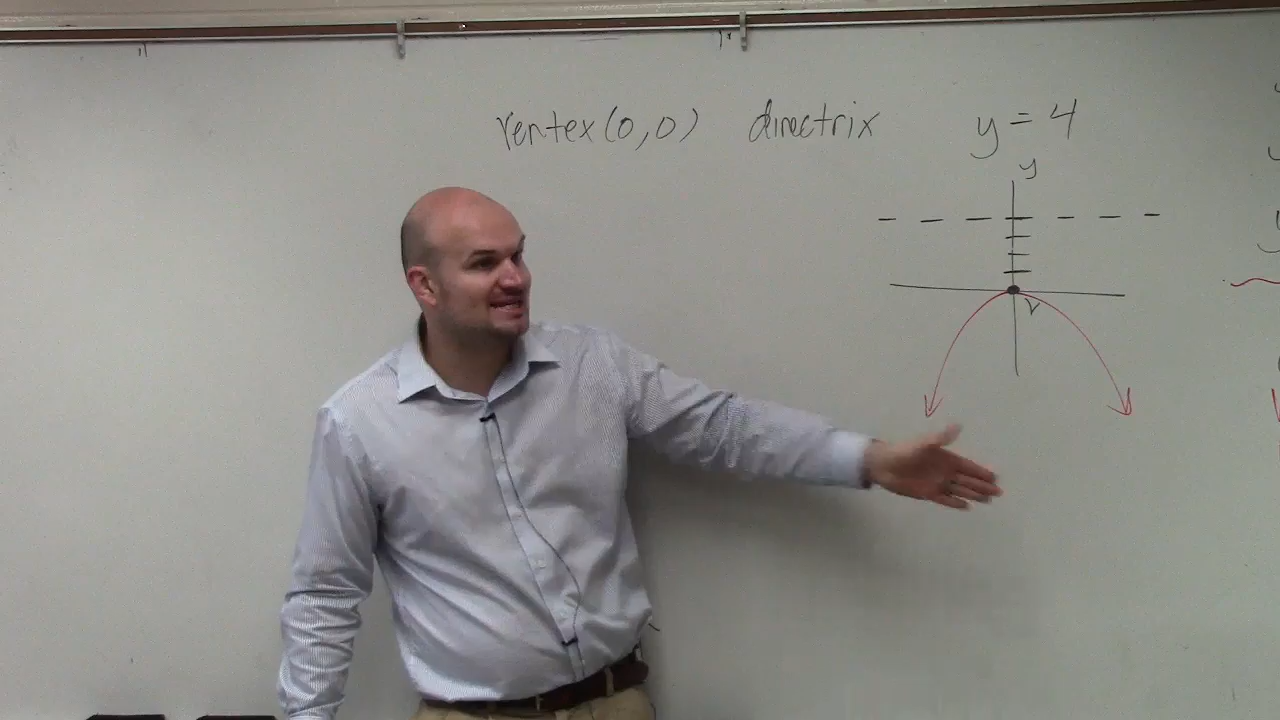 vertex(0,0) directrix y = 4
y
v